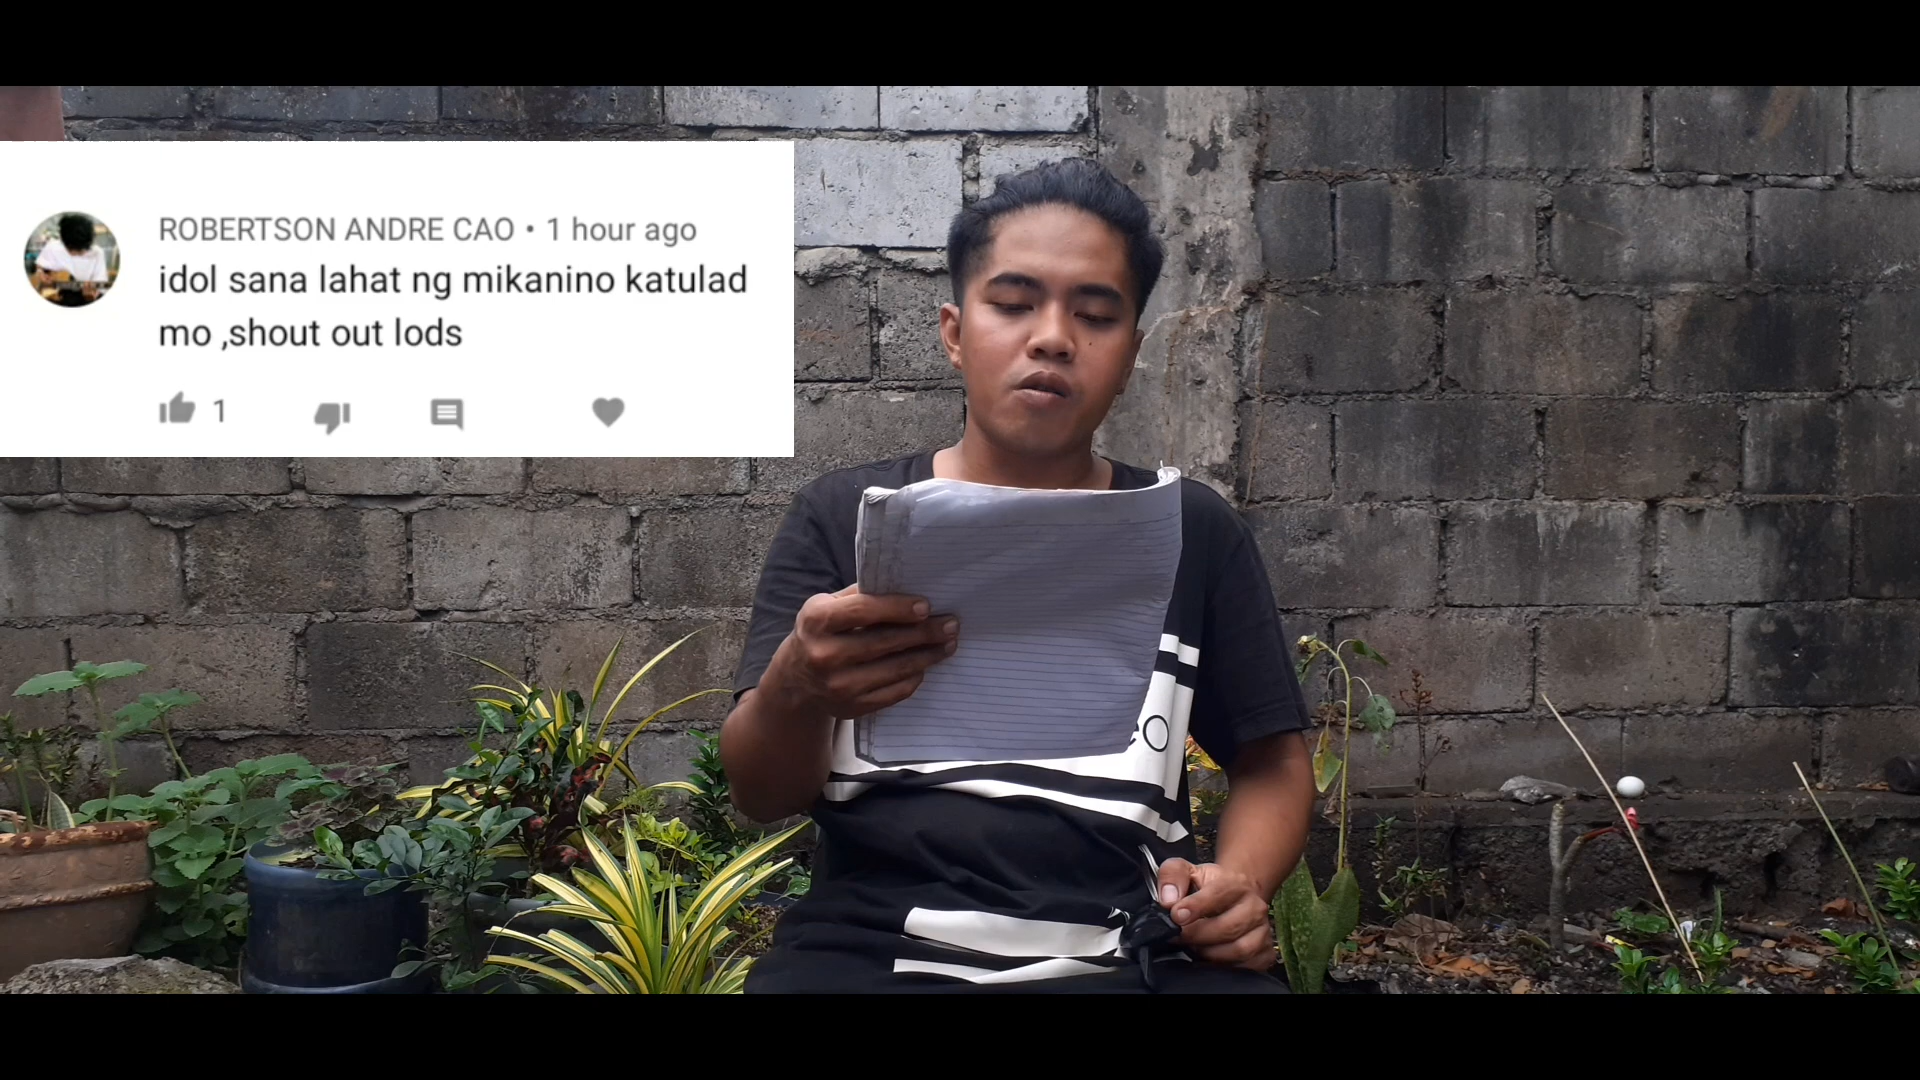 ROBERTSON ANDRE CAO • 1 hour ago
idol sana lahat ng mikanino katulad
mo ,shout out lods
1